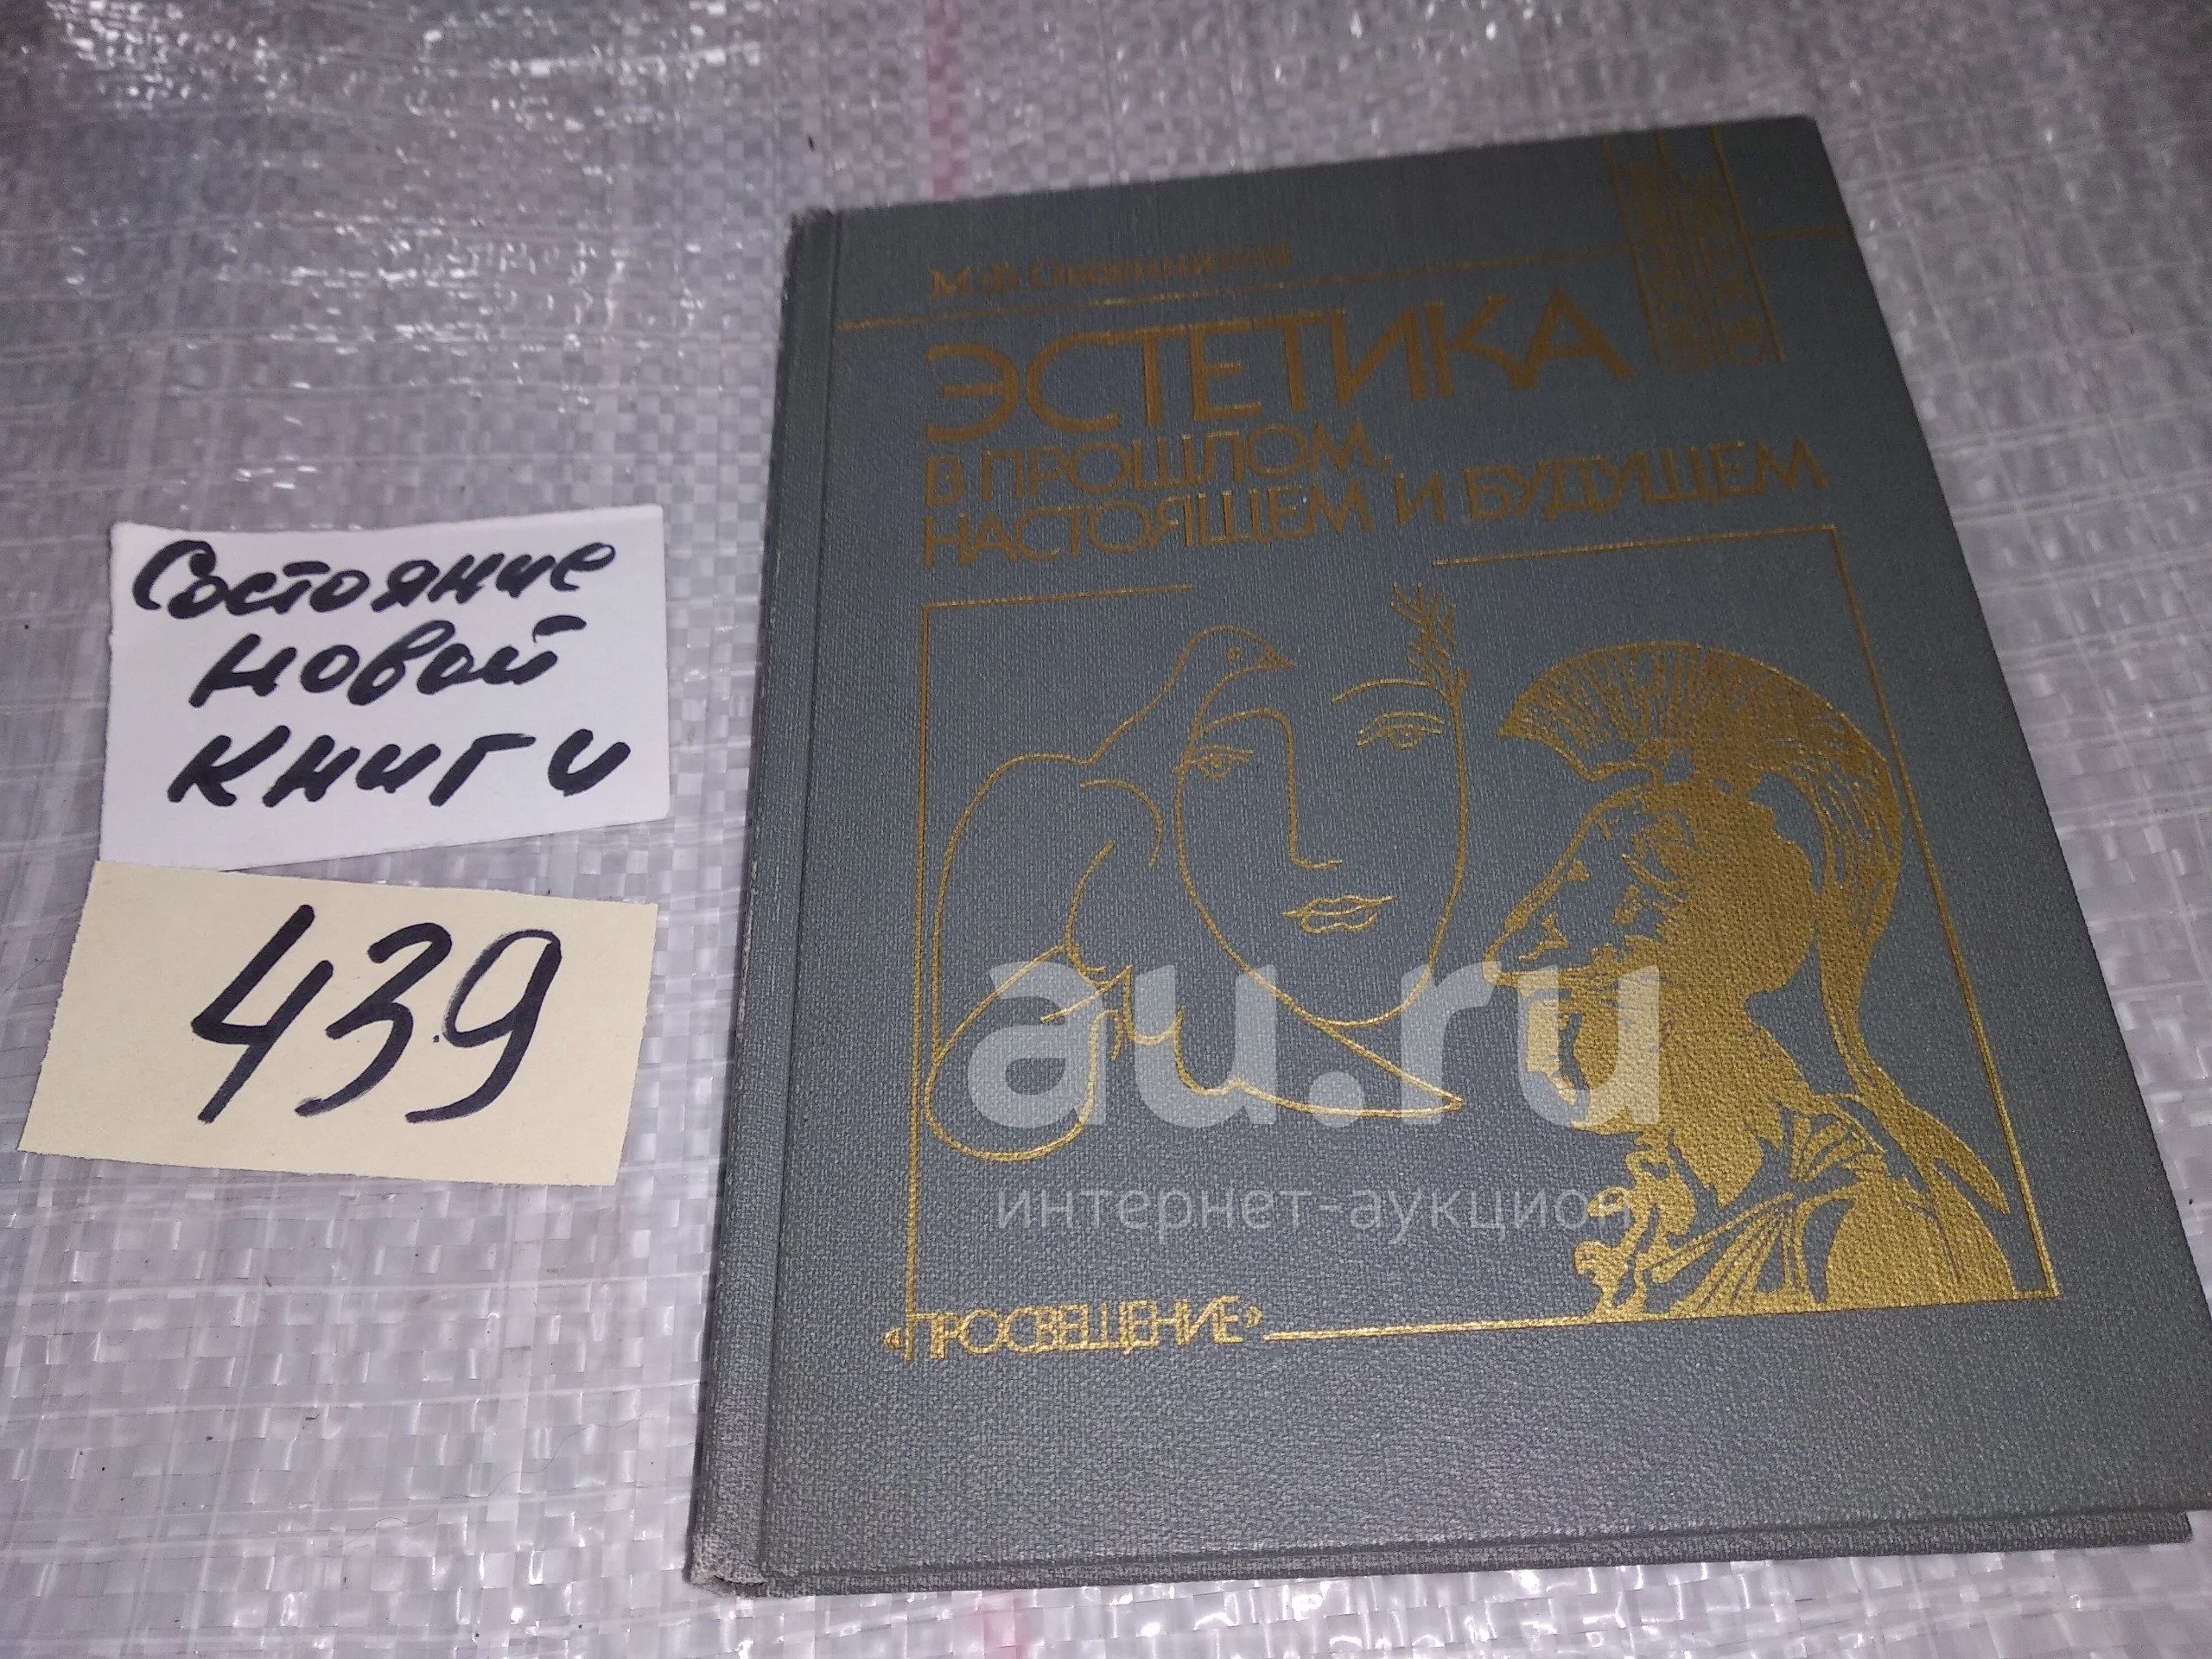 Состояние
новой
книги
439
М.Ф. Овсянников
ЭСТЕТИКА
В ПРОШЛОМ,
НАСТОЯЩЕМ И БУДУЩЕМ
au.ru
интернет-аукцион
«ПРОСВЕЩЕНИЕ»